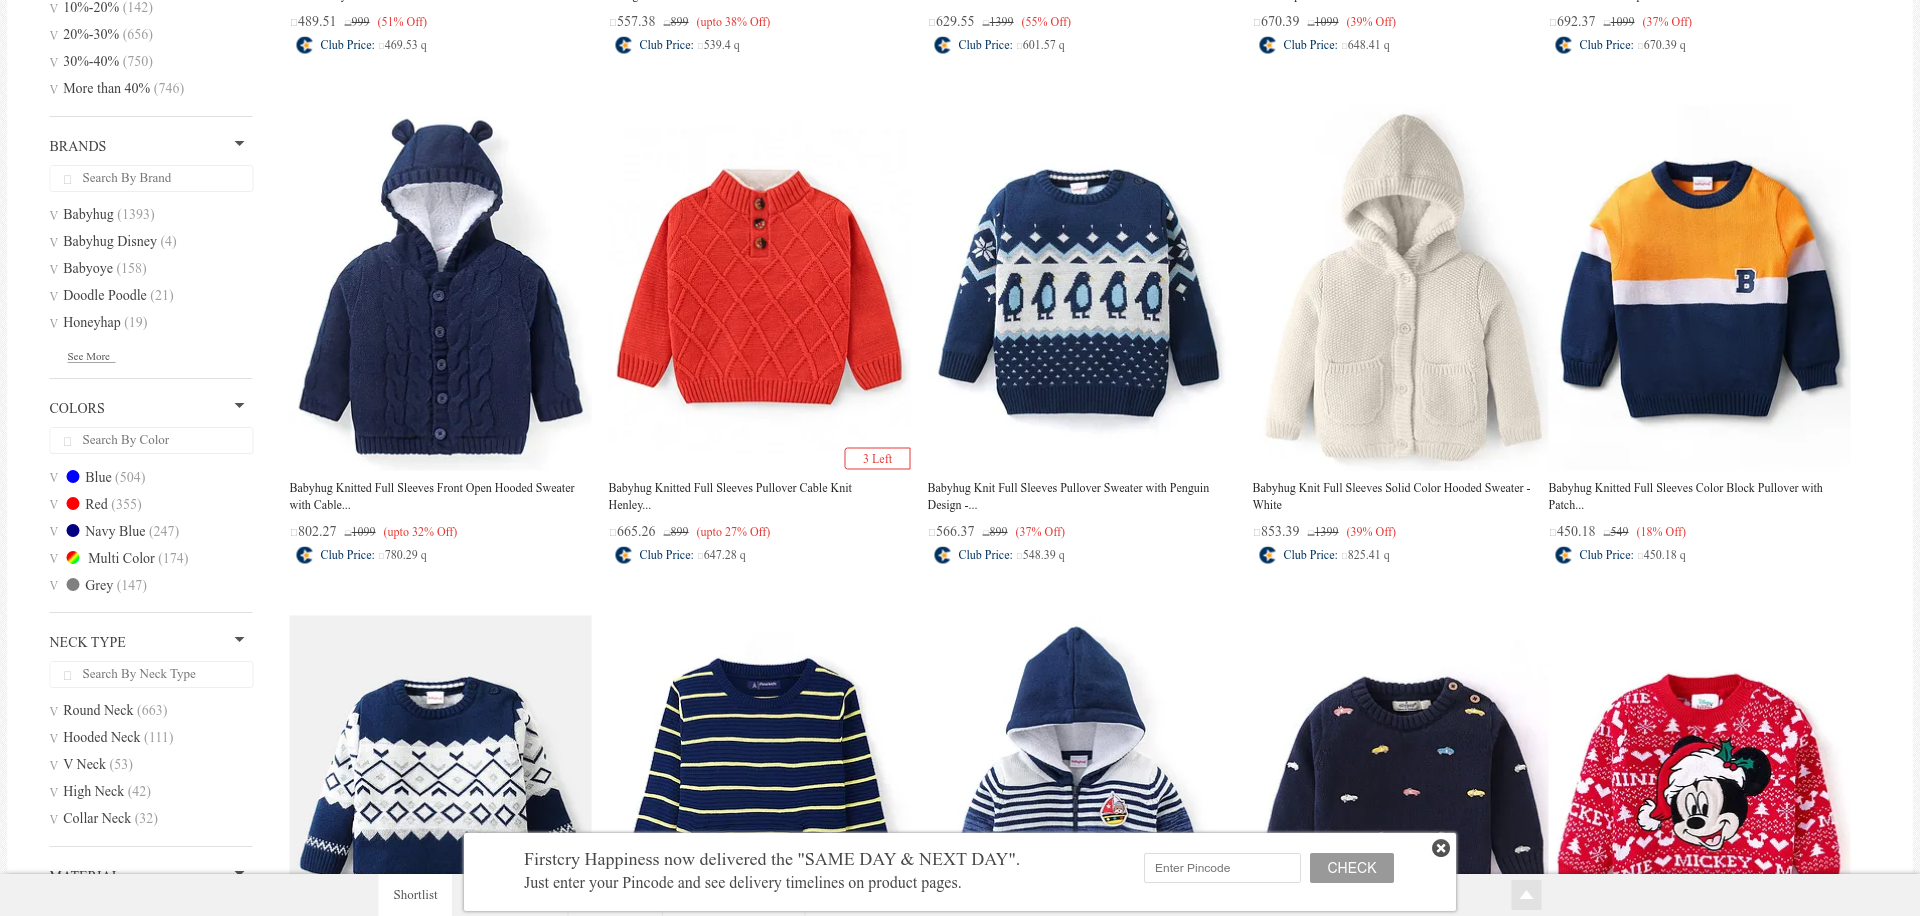 10%-20% (142)
20%-30% (656)
30%-40% (750)
More than 40% (746)
489.51 999 (51% Off)
Club Price: 469.53 q
557.38 899 (upto 38% Off)
Club Price: 539.4 q
629.55 1399 (55% Off)
Club Price: 601.57 q
670.39 1099 (39% Off)
Club Price: 648.41 q
692.37 1099 (37% Off)
Club Price: 670.39 q
BRANDS
Search By Brand
V Babyhug (1393)
V Babyhug Disney (4)
V Babyoye (158)
V Doodle Poodle (21)
V Honeyhap (19)
See More
COLORS
Search By Color
V Blue (504)
V Red (355)
V Navy Blue (247)
V Multi Color (174)
V Grey (147)
NECK TYPE
Search By Neck Type
V Round Neck (663)
V Hooded Neck (111)
V V Neck (53)
V High Neck (42)
V Collar Neck (32)
MATERIAL
B
3 Left
Babyhug Knitted Full Sleeves Front Open Hooded Sweater
with Cable...
802.27 1099 (upto 32% Off)
Club Price: 780.29 q
Babyhug Knitted Full Sleeves Pullover Cable Knit
Henley...
665.26 899 (upto 27% Off)
Club Price: 647.28 q
Babyhug Knit Full Sleeves Pullover Sweater with Penguin
Design -...
566.37 899 (37% Off)
Club Price: 548.39 q
Babyhug Knit Full Sleeves Solid Color Hooded Sweater -
White
853.39 1399 (39% Off)
Club Price: 825.41 q
Babyhug Knitted Full Sleeves Color Block Pullover with
Patch...
450.18 549 (18% Off)
Club Price: 450.18 q
MICKEY
Firstcry Happiness now delivered the "SAME DAY & NEXT DAY".
Just enter your Pincode and see delivery timelines on product pages.
Enter Pincode
CHECK
Shortlist